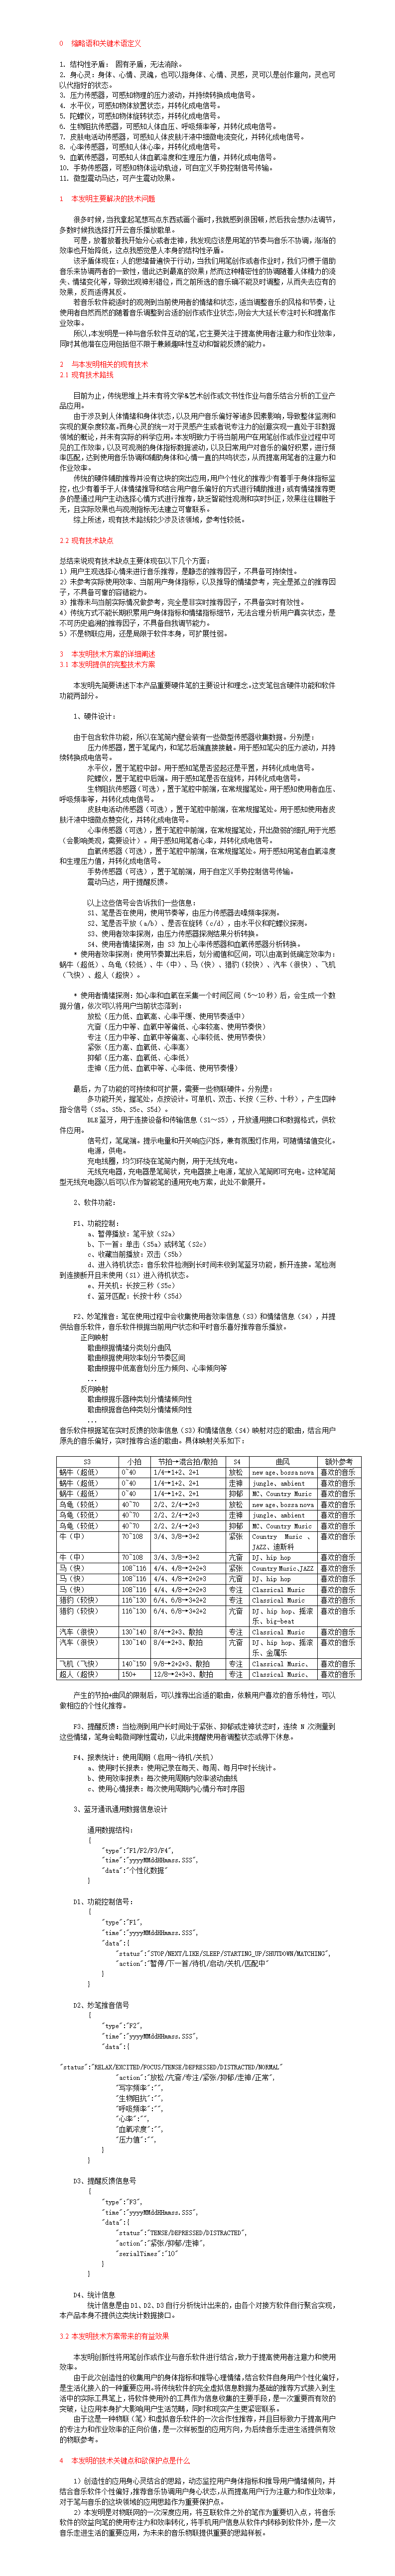 0 缩略语和关键术语定义
1. 结构性矛盾: 固有矛盾,无法消除。
2. 身心灵:身体、心情、灵魂,也可以指身体、心情、灵感,灵可以是创作意向,灵也可
以代指好的状态。
3. 压力传感器,可感知物理的压力波动,并持续转换成电信号。
4. 水平仪,可感知物体放置状态,并转化成电信号。
5. 陀螺仪,可感知物体旋转状态,并转化成电信号。
6. 生物阻抗传感器,可感知人体血压、呼吸频率等,并转化成电信号。
7. 皮肤电活动传感器,可感知人体皮肤汗液中细微电流变化,并转化成电信号。
8. 心率传感器,可感知人体心率,并转化成电信号。
9. 血氧传感器,可感知人体血氧浓度和生理压力值,并转化成电信号。
10. 手势传感器,可感知物体运动轨迹,可自定义手势控制信号传输。
11. 微型震动马达,可产生震动效果。
1 本发明主要解决的技术问题
很多时候,当我拿起笔想写点东西或画个画时,我就感到很困顿,然后我会想办法调节,
多数时候我选择打开云音乐播放歌单。
可是,放着放着我开始分心或者走神,我发现应该是用笔的节奏与音乐不协调,渐渐的
效率也开始降低,这点我感觉是人本身的结构性矛盾。
该矛盾体现在:人的思绪普遍快于行动,当我们用笔创作或者作业时,我们习惯于借助
音乐来协调两者的一致性,借此达到最高的效率;然而这种精密性的协调随着人体精力的流
失、情绪变化等,导致出现褚形错位,而之前所选的音乐端不能及时调整,从而失去应有的
效果,反而适得其反。
若音乐软件能适时的观测到当前使用者的情绪和状态,适当调整音乐的风格和节奏,让
使用者自然而然的随着音乐调整到合适的创作或作业状态,则会大大延长专注时长和提高作
业效率。
所以,本发明是一种与音乐软件互动的笔,它主要关注于提高使用者注意力和作业效率,
同时其他潜在应用包括但不限于兼顾趣味性互动和智能反馈的能力。
2 与本发明相关的现有技术
2.1 现有技术路线
目前为止,传统思维上并未有将文学&艺术创作或文书性作业与音乐结合分析的工业产
品应用。
由于涉及到人体情绪和身体状态,以及用户音乐偏好等诸多因素影响,导致整体监测和
实现的复杂度较高。而身心灵的统一对于灵感产生或者说专注力的创意实现一直处于非数据
领域的概论,并未有实际的科学应用。本发明致力于将当前用户在用笔创作或作业过程中可
见的工作效率,以及可观测的身体指标数据波动,以及日常用户对音乐的偏好积累,进行频
率匹配,达到使用音乐协调和辅助身体和心情一直的共鸣状态,从而提高用笔者的注意力和
作业效率。
传统的硬件辅助推荐并没有这块的突出应用,用户个性化的推荐少有着手于身体指标监
控,也少有着手于人体情绪推导和结合用户音乐偏好的方式进行辅助推进;或有情绪推荐更
多的是通过用户主动选择心情方式进行推荐,缺乏智能性观测和实时纠正,效果往往聊胜于
无,且实际效果也与观测指标无法建立可靠联系。
综上所述,现有技术路线较少涉及该领域,参考性较低。
2.2 现有技术缺点
总结来说现有技术缺点主要体现在以下几个方面:
1)用户主观选择心情来进行音乐推荐,是静态的推荐因子,不具备可持续性。
2)未参考实际使用效率、当前用户身体指标,以及推导的情绪参考,完全是孤立的推荐因
子,不具备可靠的容错能力。
3)推荐未与当前实际情况做参考,完全是非实时推荐因子,不具备实时有效性。
4)传统方式不能长期积累用户身体指标和情绪指标细节,无法合理分析用户真实状态,是
不可历史追溯的推荐因子,不具备自我调节能力。
5)不是物联应用,还是局限于软件本身,可扩展性弱。
3 本发明技术方案的详细阐述
3.1 本发明提供的完整技术方案
本发明先简要讲述下本产品重要硬件笔的主要设计和理念。这支笔包含硬件功能和软件
功能两部分。
1、硬件设计:
由于包含软件功能,所以在笔筒内壁会装有一些微型传感器收集数据。分别是:
压力传感器,置于笔尾内,和笔芯后端直接接触。用于感知笔尖的压力波动,并持
续转换成电信号。
水平仪,置于笔腔中部。用于感知笔是否竖起还是平置,并转化成电信号。
陀螺仪,置于笔腔中后端。用于感知笔是否在旋转,并转化成电信号。
生物阻抗传感器(可选),置于笔腔中前端,在常规握笔处。用于感知使用者血压、
呼吸频率等,并转化成电信号。
皮肤电活动传感器(可选),置于笔腔中前端,在常规握笔处。用于感知使用者皮
肤汗液中细微点替变化,并转化成电信号。
心率传感器(可选),置于笔腔中前端,在常规握笔处,开出微弱的细孔用于光感
(会影响美观,需要设计)。用于感知用笔者心率,并转化成电信号。
血氧传感器(可选),置于笔腔中前端,在常规握笔处。用于感知用笔者血氧浓度
和生理压力值,并转化成电信号。
手势传感器(可选),置于笔前端,用于自定义手势控制信号传输。
震动马达,用于提醒反馈。
以上这些信号会告诉我们一些信息:
S1、笔是否在使用,使用节奏等,由压力传感器去噪频率探测。
S2、笔是否平放(a/b)、是否在旋转(c/d),由水平仪和陀螺仪探测。
S3、使用者效率探测,由压力传感器探测结果分析转换。
S4、使用者情绪探测,由 S3 加上心率传感器和血氧传感器分析转换。
* 使用者效率探测:使用节奏算出来后,划分阈值和区间,可以由高到低确定效率为:
蜗牛(超低)、乌龟(较低)、牛(中)、马(快)、猎豹(较快)、汽车(很快)、飞机
(飞快)、超人(超快)。
* 使用者情绪探测:如心率和血氧在采集一个时间区间(5~10 秒)后,会生成一个数
据分值,依次可以将用户当前状态落到:
放松(压力低、血氧高、心率平缓、使用节奏适中)
亢奋(压力中等、血氧中等偏低、心率较高、使用节奏快)
专注(压力中等、血氧中等偏高、心率较低、使用节奏快)
紧张(压力高、血氧低、心率高)
抑郁(压力高、血氧低、心率低)
走神(压力低、血氧中等、心率低、使用节奏慢)
最后,为了功能的可持续和可扩展,需要一些物联硬件。分别是:
多功能开关,握笔处,点按设计。可单机、双击、长按(三秒、十秒),产生四种
指令信号(S5a、S5b、S5c、S5d)。
BLE 蓝牙,用于连接设备和传输信息(S1~S5),开放通用接口和数据格式,供软
件应用。
信号灯,笔尾端。提示电量和开关响应闪烁,兼有氛围灯作用,可随情绪值变化。
电源,供电。
充电线圈,均匀环绕在笔筒内侧,用于无线充电。
无线充电器,充电器是笔筒状,充电器接上电源,笔放入笔筒即可充电。这种笔筒
型无线充电器以后可以作为智能笔的通用充电方案,此处不做展开。
2、软件功能:
F1、功能控制:
a、暂停播放:笔平放(S2a)
b、下一首:单击(S5a)或转笔(S2c)
c、收藏当前播放:双击(S5b)
d、进入待机状态:音乐软件检测到长时间未收到笔蓝牙功能,断开连接。笔检测
到连接断开且未使用(S1)进入待机状态。
e、开关机:长按三秒(S5c)
f、蓝牙匹配:长按十秒(S5d)
F2、妙笔推音:笔在使用过程中会收集使用者效率信息(S3)和情绪信息(S4),并提
供给音乐软件,音乐软件根据当前用户状态和平时音乐喜好推荐音乐播放。
正向映射
歌曲根据情绪分类划分曲风
歌曲根据使用效率划分节奏区间
歌曲根据中低高音划分压力倾向、心率倾向等
...
反向映射
歌曲根据乐器种类划分情绪倾向性
歌曲根据音色种类划分情绪倾向性
...
音乐软件根据笔在实时反馈的效率信息(S3)和情绪信息(S4)映射对应的歌曲,结合用户
原先的音乐偏好,实时推荐合适的歌曲。具体映射关系如下:
S3 小拍 节拍→混合拍/散拍 S4 曲风 额外参考
蜗牛(超低) 0~40 1/4→1+2、2+1 放松 new age、bossa nova 喜欢的音乐
蜗牛(超低) 0~40 1/4→1+2、2+1 走神 jungle、ambient 喜欢的音乐
蜗牛(超低) 0~40 1/4→1+2、2+1 抑郁 MC、Country Music 喜欢的音乐
乌龟(较低) 40~70 2/2、2/4→2+3 放松 new age、bossa nova 喜欢的音乐
乌龟(较低) 40~70 2/2、2/4→2+3 走神 jungle、ambient 喜欢的音乐
乌龟(较低) 40~70 2/2、2/4→2+3 抑郁 MC、Country Music 喜欢的音乐
牛(中) 70~108 3/4、3/8→3+2 紧张 Country Music 、 喜欢的音乐
JAZZ、迪斯科
牛(中) 70~108 3/4、3/8→3+2 亢奋 DJ、hip hop 喜欢的音乐
马(快) 108~116 4/4、4/8→2+2+3 紧张 Country Music、JAZZ 喜欢的音乐
马(快) 108~116 4/4、4/8→2+2+3 亢奋 DJ、hip hop 喜欢的音乐
马(快) 108~116 4/4、4/8→2+2+3 专注 Classical Music 喜欢的音乐
猎豹(较快) 116~130 6/4、6/8→3+2+2 专注 Classical Music 喜欢的音乐
猎豹(较快) 116~130 6/4、6/8→3+2+2 亢奋 DJ、hip hop、摇滚 喜欢的音乐
乐、big-beat
汽车(很快) 130~140 8/4→2+3、散拍 专注 Classical Music 喜欢的音乐
汽车(很快) 130~140 8/4→2+3、散拍 亢奋 DJ、hip hop、摇滚 喜欢的音乐
乐、金属乐
飞机(飞快) 140~150 9/8→2+2+3、散拍 专注 Classical Music、 喜欢的音乐
超人(超快) 150+ 12/8→2+3+3、散拍 专注 Classical Music、 喜欢的音乐
产生的节拍+曲风的限制后,可以推荐出合适的歌曲,依赖用户喜欢的音乐特性,可以
做相应的个性化推荐。
F3、提醒反馈:当检测到用户长时间处于紧张、抑郁或走神状态时,连续 N 次测量到
这些情绪,笔身会略微间隙性震动,以此来提醒使用者调整状态或停下休息。
F4、报表统计:使用周期(启用~待机/关机)
a、使用时长报表:使用记录在每天、每周、每月中时长统计。
b、使用效率报表:每次使用周期内效率波动曲线
c、使用心情报表:每次使用周期内心情分布时序图
3、蓝牙通讯通用数据信息设计
通用数据结构:
{
"type":"F1/F2/F3/F4",
"time":"yyyyMMddHHmmss.SSS",
"data":"个性化数据"
}
D1、功能控制信号:
{
"type":"F1",
"time":"yyyyMMddHHmmss.SSS",
"data":{
"status":"STOP/NEXT/LIKE/SLEEP/STARTING_UP/SHUTDOWN/MATCHING",
"action":"暂停/下一首/待机/启动/关机/匹配中"
}
}
D2、妙笔推音信号
{
"type":"F2",
"time":"yyyyMMddHHmmss.SSS",
"data":{
"status":"RELAX/EXCITED/FOCUS/TENSE/DEPRESSED/DISTRACTED/NORMAL"
"action":"放松/亢奋/专注/紧张/抑郁/走神/正常",
"写字频率":"",
"生物阻抗":"",
"呼吸频率":"",
"心率":"",
"血氧浓度":"",
"压力值":"",
}
}
D3、提醒反馈信息号
{
"type":"F3",
"time":"yyyyMMddHHmmss.SSS",
"data":{
"status":"TENSE/DEPRESSED/DISTRACTED",
"action":"紧张/抑郁/走神",
"serialTimes":"10"
}
}
D4、统计信息
统计信息是由 D1、D2、D3 自行分析统计出来的,由各个对接方软件自行聚合实现,
本产品本身不提供这类统计数据接口。
3.2 本发明技术方案带来的有益效果
本发明创新性将用笔创作或作业与音乐软件进行结合,致力于提高使用者注意力和使用
效率。
由于此次创造性的收集用户的身体指标和推导心理情绪,结合软件自身用户个性化偏好,
是生活化接入的一种重要应用。将传统软件的完全虚拟信息数据为基础的推荐方式接入到生
活中的实际工具笔上,将软件使用外的工具作为信息收集的主要手段,是一次重要而有效的
突破,让应用本身扩大影响用户生活范畴,同时和现实产生更紧密联系。
由于这是一种物联(笔)和虚拟音乐软件的一次合作性推荐,并且目标致力于提高用户
的专注力和作业效率的正向价值,是一次样板型的应用方向,为后续音乐走进生活提供有效
的物联参考。
4 本发明的技术关键点和欲保护点是什么
1)创造性的应用身心灵结合的思路,动态监控用户身体指标和推导用户情绪倾向,并
结合音乐软件个性偏好,推荐音乐协调用户身心状态,从而提高用户行为注意力和作业效率,
对于笔与音乐的这块领域的应用思路作为重要保护点。
2)本发明是对物联网的一次深度应用,将互联软件之外的笔作为重要切入点,将音乐
软件的效益向笔的使用专注力和效率转化,将手机用户信息从软件内转移到软件外,是一次
音乐走进生活的重要应用,为未来的音乐物联提供重要的思路样板。